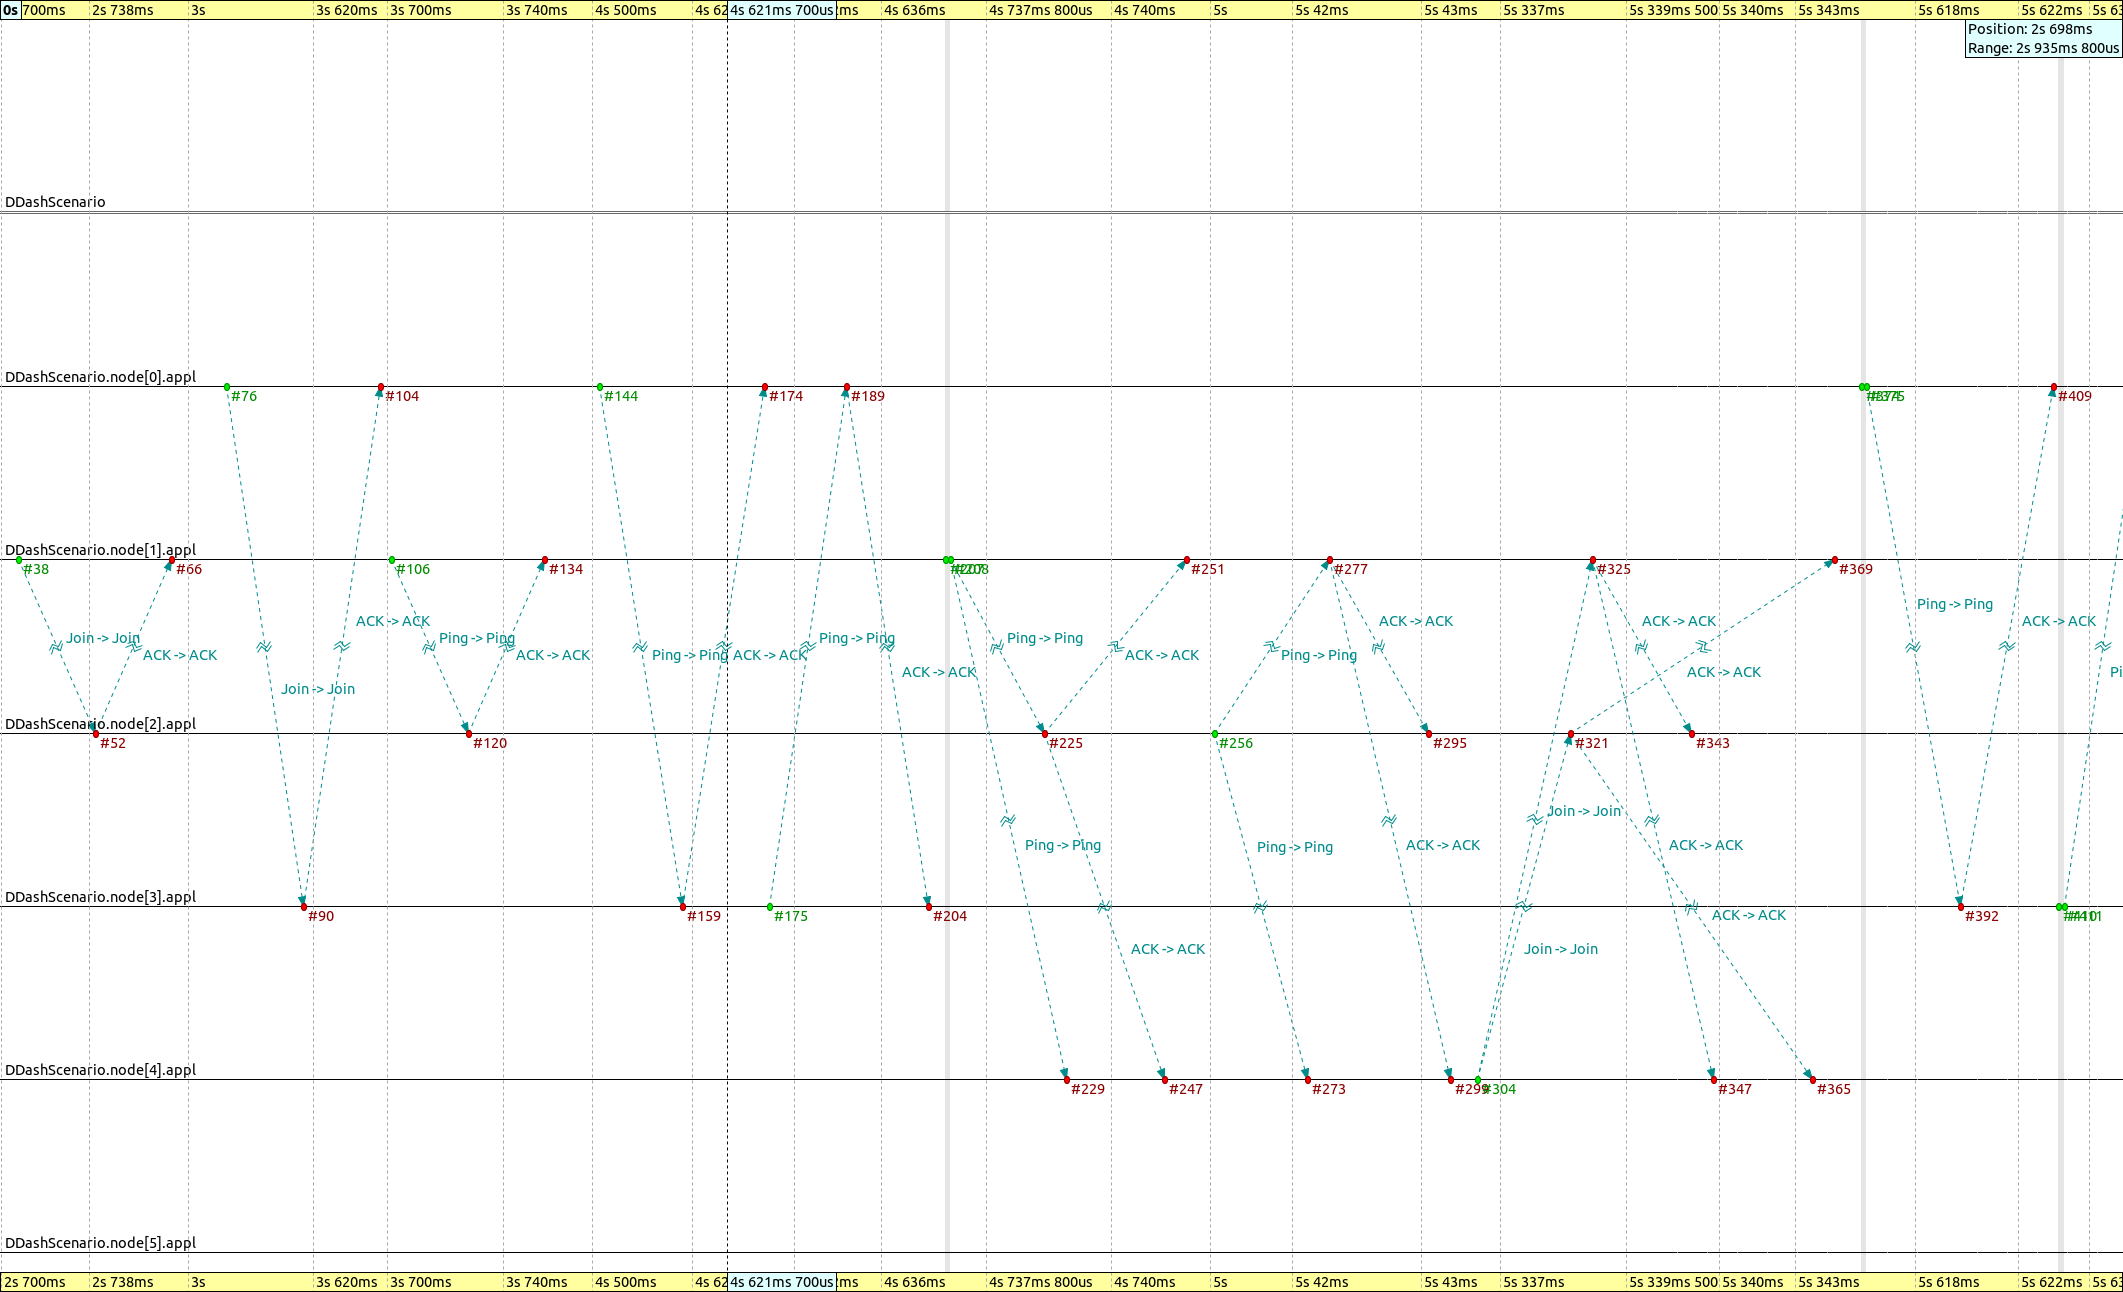 0s 700ms 2s 738ms 3s 3s 620ms 3s 700ms 3s 740ms 4s 500ms 4s 62 4s 621ms 700us ms 4s 636ms 4s 737ms 800us 4s 740ms 5s 5s 42ms 5s 43ms 5s 337ms 5s 339ms 500 5s 340ms 5s 343ms 5s 618ms 5s 622ms 5s 63
Position: 2s 698ms
Range: 2s 935ms 800us
DDashScenario
DDashScenario.node[0].appl
#76 #104 #144 #174 #189 #375 #409
DDashScenario.node[1].appl
#38 #66 #106 #134 #208 #251 #277 #325 #369
Ping -> Ping
ACK -> ACK ACK -> ACK ACK -> ACK ACK -> ACK
Join -> Join Ping -> Ping Ping -> Ping Ping -> Ping
ACK -> ACK ACK -> ACK Ping -> Ping ACK -> ACK ACK -> ACK Ping -> Ping
ACK -> ACK ACK -> ACK Pi
Join -> Join
DDashScenario.node[2].appl
#52 #120 #225 #256 #295 #321 #343
Join -> Join
Ping -> Ping Ping -> Ping ACK -> ACK ACK -> ACK
DDashScenario.node[3].appl
#90 #159 #175 #204 ACK -> ACK #392 #411
ACK -> ACK Join -> Join
DDashScenario.node[4].appl
#229 #247 #273 #299 #304 #347 #365
DDashScenario.node[5].appl
2s 700ms 2s 738ms 3s 3s 620ms 3s 700ms 3s 740ms 4s 500ms 4s 62 4s 621ms 700us ms 4s 636ms 4s 737ms 800us 4s 740ms 5s 5s 42ms 5s 43ms 5s 337ms 5s 339ms 500 5s 340ms 5s 343ms 5s 618ms 5s 622ms 5s 63